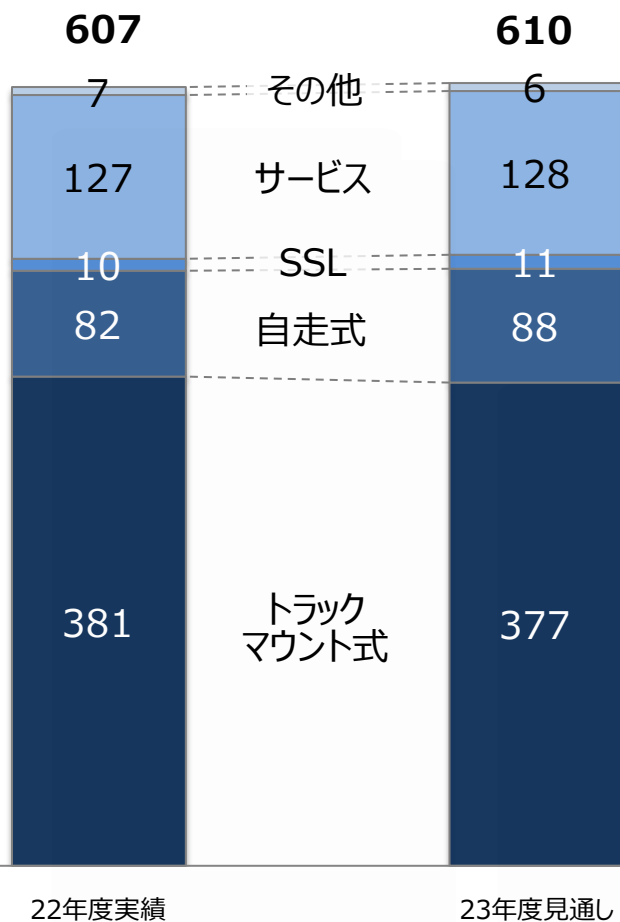 607 610
7 その他 6
127 サービス 128
10 SSL 11
82 自走式 88
381 トラック
マウント式 377
22年度実績 23年度見通し